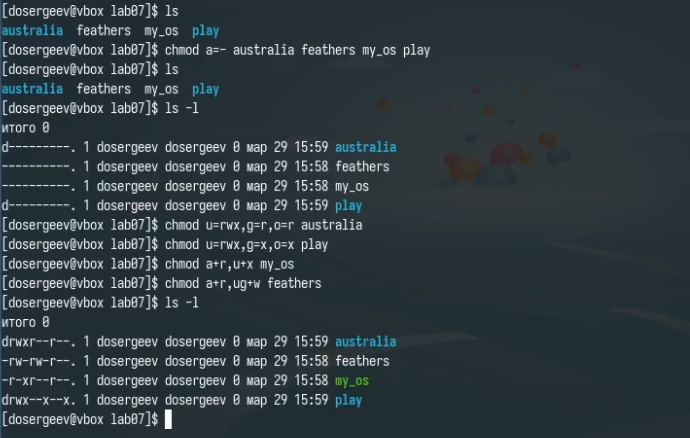 [dosergeev@vbox lab07]$ ls
australia  feathers  my_os  play
[dosergeev@vbox lab07]$ chmod a=- australia feathers my_os play
[dosergeev@vbox lab07]$ ls
australia  feathers  my_os  play
[dosergeev@vbox lab07]$ ls -l
итого 0
d---------. 1 dosergeev dosergeev 0 мар 29 15:59 australia
----------. 1 dosergeev dosergeev 0 мар 29 15:58 feathers
----------. 1 dosergeev dosergeev 0 мар 29 15:58 my_os
d---------. 1 dosergeev dosergeev 0 мар 29 15:59 play
[dosergeev@vbox lab07]$ chmod u=rwx,g=r,o=r australia
[dosergeev@vbox lab07]$ chmod u=rwx,g=x,o=x play
[dosergeev@vbox lab07]$ chmod a+r,u+x my_os
[dosergeev@vbox lab07]$ chmod a+r,ug+w feathers
[dosergeev@vbox lab07]$ ls -l
итого 0
drwxr--r--. 1 dosergeev dosergeev 0 мар 29 15:59 australia
-rw-rw-r--. 1 dosergeev dosergeev 0 мар 29 15:58 feathers
-r-xr--r--. 1 dosergeev dosergeev 0 мар 29 15:58 my_os
drwx--x--x. 1 dosergeev dosergeev 0 мар 29 15:59 play
[dosergeev@vbox lab07]$